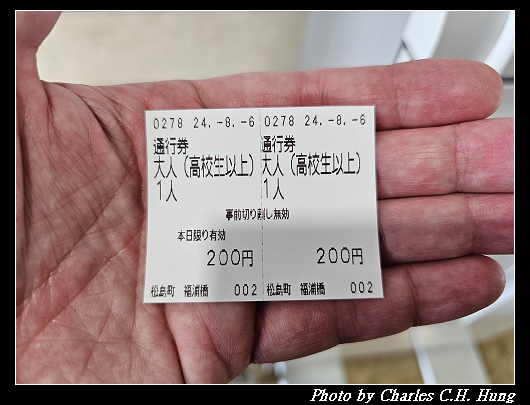 0278 24.-8.-6 0278 24.-8.-6
通行券 通行券
大人(高校生以上) 大人(高校生以上)
1人 1人
事前切り離し無効
本日限り有効
200円 200円
松島町 福浦橋 002 松島町 福浦橋 002
Photo by Charles C.H. Hung